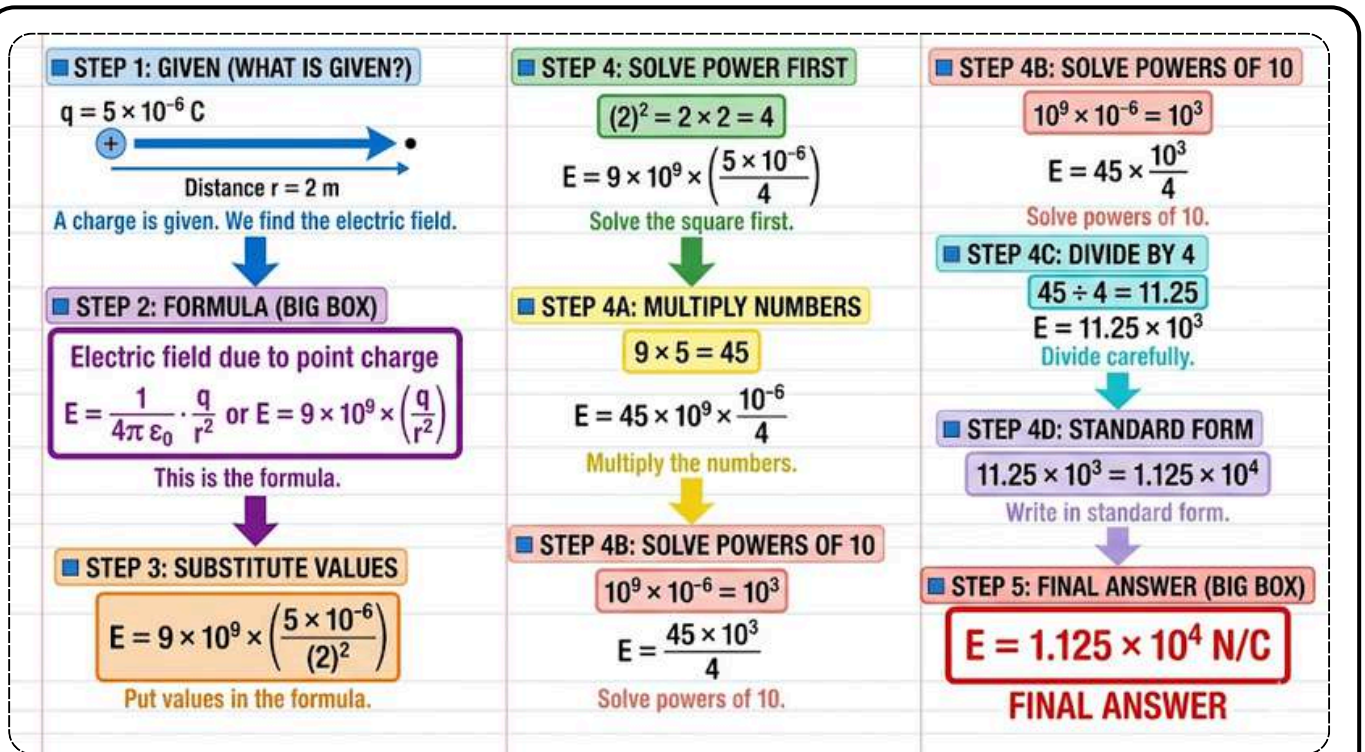 STEP 1: GIVEN (WHAT IS GIVEN?)
q = 5 × 10⁻⁶ C
+
Distance r = 2 m
A charge is given. We find the electric field.
STEP 2: FORMULA (BIG BOX)
Electric field due to point charge
E = 1/(4π ε₀) · q/r² or E = 9 × 10⁹ × (q/r²)
This is the formula.
STEP 3: SUBSTITUTE VALUES
E = 9 × 10⁹ × (5 × 10⁻⁶/(2)²)
Put values in the formula.
STEP 4: SOLVE POWER FIRST
(2)² = 2 × 2 = 4
E = 9 × 10⁹ × (5 × 10⁻⁶/4)
Solve the square first.
STEP 4A: MULTIPLY NUMBERS
9 × 5 = 45
E = 45 × 10⁹ × 10⁻⁶/4
Multiply the numbers.
STEP 4B: SOLVE POWERS OF 10
10⁹ × 10⁻⁶ = 10³
E = 45 × 10³/4
Solve powers of 10.
STEP 4B: SOLVE POWERS OF 10
10⁹ × 10⁻⁶ = 10³
E = 45 × 10³/4
Solve powers of 10.
STEP 4C: DIVIDE BY 4
45 ÷ 4 = 11.25
E = 11.25 × 10³
Divide carefully.
STEP 4D: STANDARD FORM
11.25 × 10³ = 1.125 × 10⁴
Write in standard form.
STEP 5: FINAL ANSWER (BIG BOX)
E = 1.125 × 10⁴ N/C
FINAL ANSWER